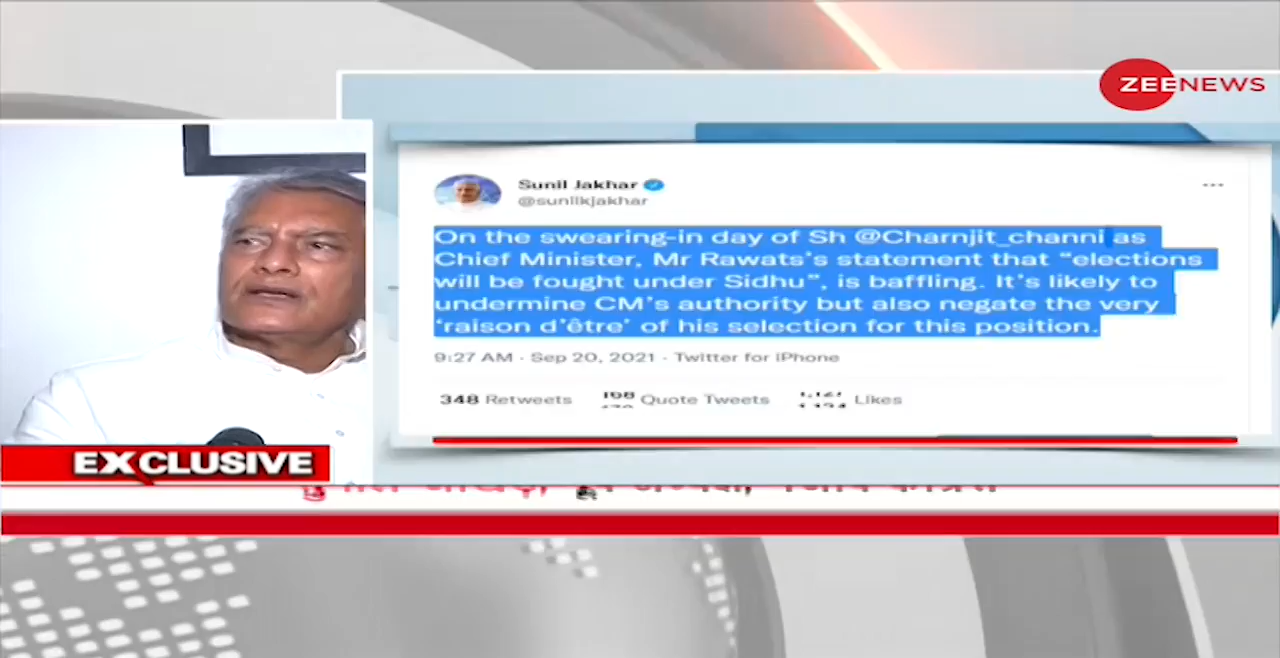 ZEENEWS
Sunil Jakhar
@sunilkjakhar
On the swearing-in day of Sh @Charnjit_channi as
Chief Minister, Mr Rawats's statement that “elections
will be fought under Sidhu”, is baffling. It's likely to
undermine CM's authority but also negate the very
‘raison d'être’ of his selection for this position.
9:27 AM · Sep 20, 2021 · Twitter for iPhone
348 Retweets Quote Tweets Likes
EXCLUSIVE